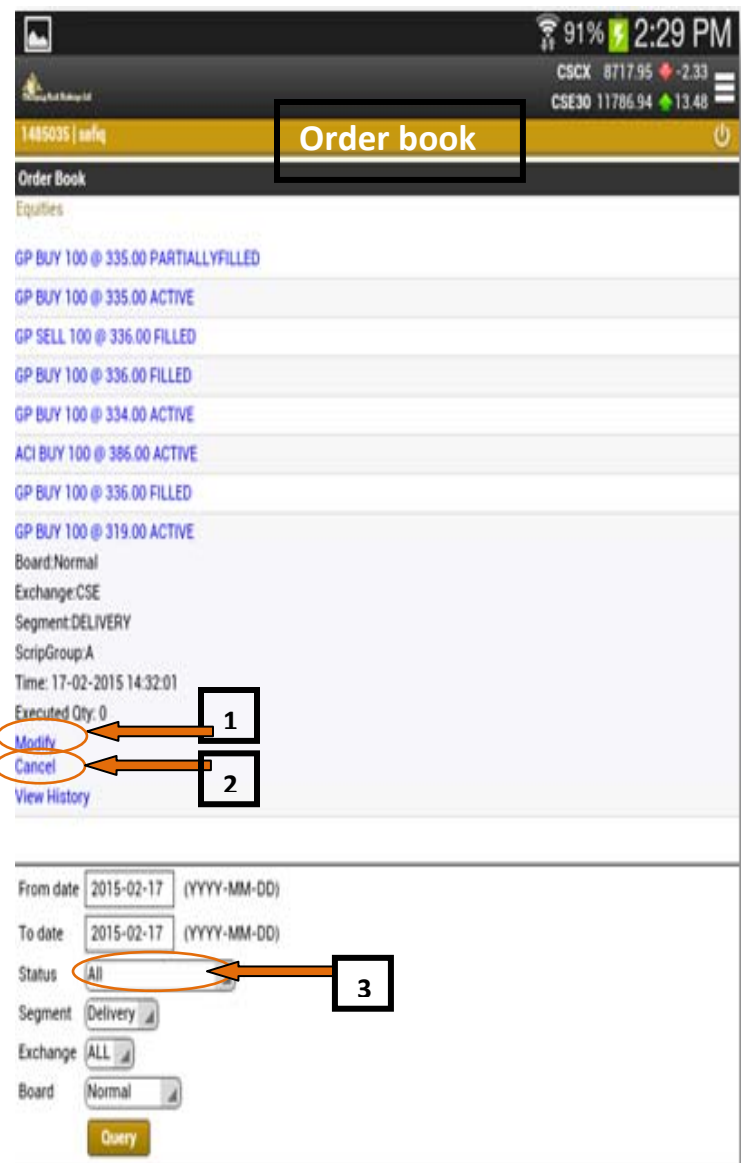 91% 2:29 PM
CSCX 8717.95 -2.33
CSE30 11786.94 13.48
1485035 | safiq
Order book
Order Book
Equities
GP BUY 100 @ 335.00 PARTIALLYFILLED
GP BUY 100 @ 335.00 ACTIVE
GP SELL 100 @ 336.00 FILLED
GP BUY 100 @ 336.00 FILLED
GP BUY 100 @ 334.00 ACTIVE
ACI BUY 100 @ 386.00 ACTIVE
GP BUY 100 @ 336.00 FILLED
GP BUY 100 @ 319.00 ACTIVE
Board:Normal
Exchange:CSE
Segment:DELIVERY
ScripGroup:A
Time: 17-02-2015 14:32:01
Executed Qty: 0
1
Modify
Cancel
2
View History
From date 2015-02-17 (YYYY-MM-DD)
To date 2015-02-17 (YYYY-MM-DD)
Status All
3
Segment Delivery
Exchange ALL
Board Normal
Query